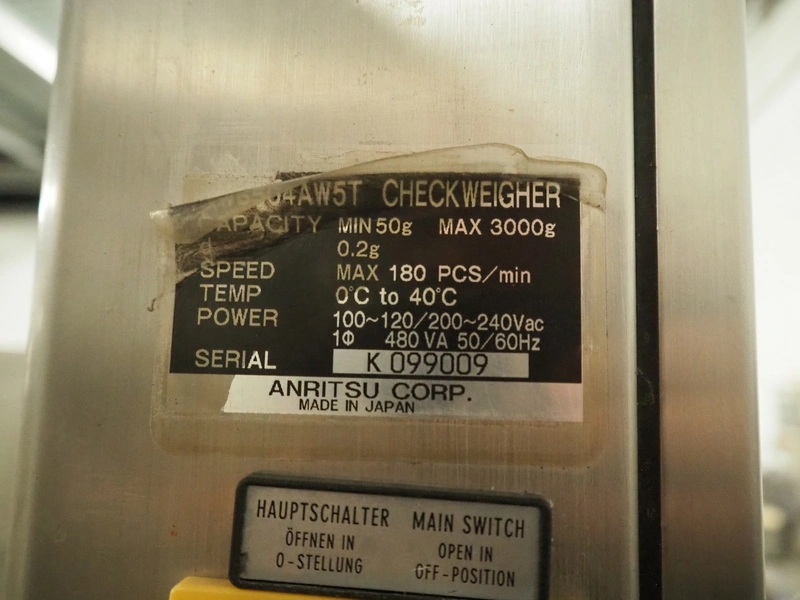 CHECKWEIGHER
CAPACITY MIN 50g MAX 3000g
0.2g
SPEED MAX 180 PCS/min
TEMP 0°C to 40°C
POWER 100~120/200~240Vac
1Φ 480 VA 50/60Hz
SERIAL K 099009
ANRITSU CORP.
MADE IN JAPAN
HAUPTSCHALTER MAIN SWITCH
ÖFFNEN IN OPEN IN
0-STELLUNG OFF-POSITION